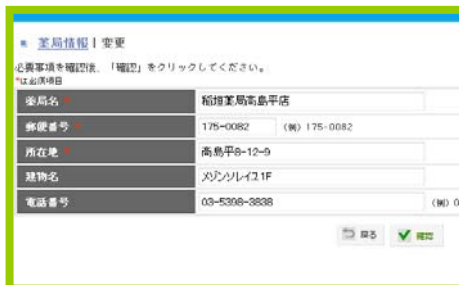 薬局情報 | 変更
必要事項を確認後、「確認」をクリックしてください。
*は必須項目
薬局名 * 稲垣薬局高島平店
郵便番号 * 175-0082 (例) 175-0082
所在地 * 高島平8-12-9
建物名 メゾンソレイユ1F
電話番号 03-5398-3838 (例) 0
戻る 確認